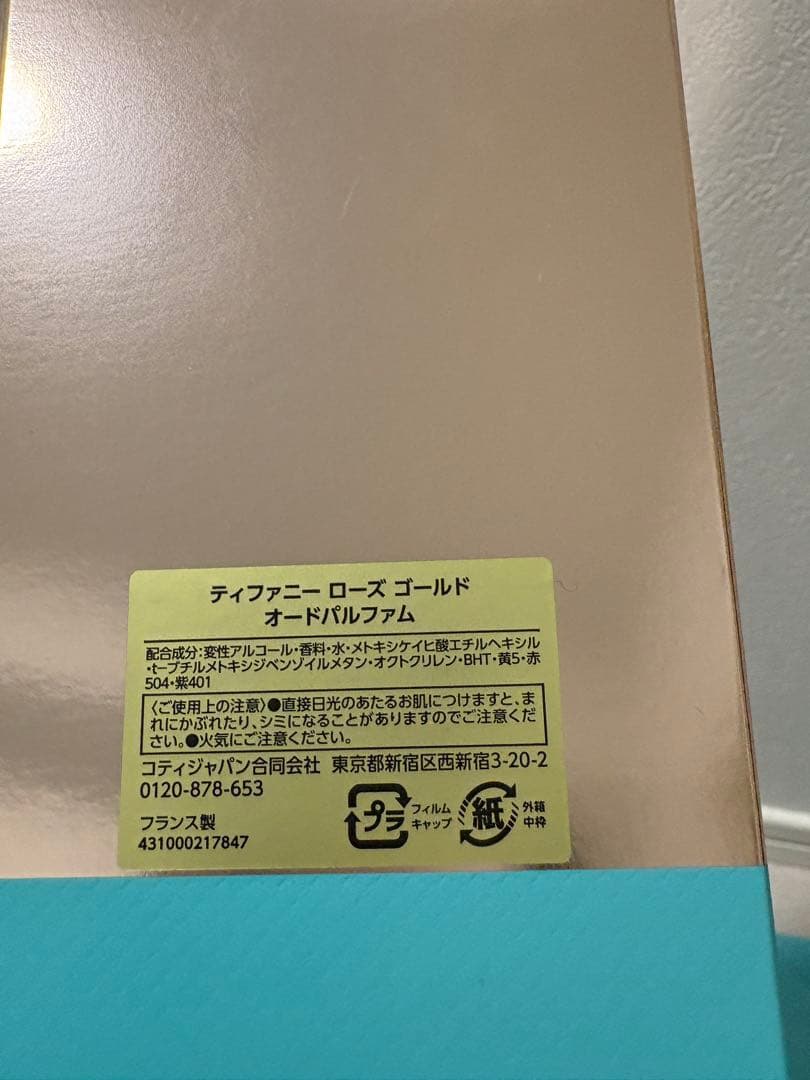 ティファニー ローズ ゴールド
オードパルファム
配合成分:変性アルコール・香料・水・メトキシケイヒ酸エチルヘキシル
・t-ブチルメトキシジベンゾイルメタン・オクトクリレン・BHT・黄5・赤
504・紫401
〈ご使用上の注意〉●直接日光のあたるお肌につけますと、ま
れにかぶれたり、シミになることがありますのでご注意くだ
さい。●火気にご注意ください。
コティジャパン合同会社 東京都新宿区西新宿3-20-2
0120-878-653
プラ フィルム
キャップ
紙 外箱
中枠
フランス製
431000217847